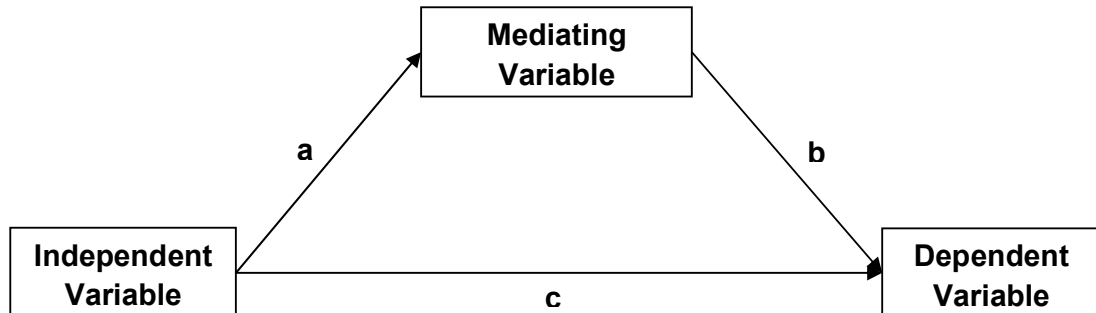 Mediating
Variable
a
b
Independent
Variable
c
Dependent
Variable